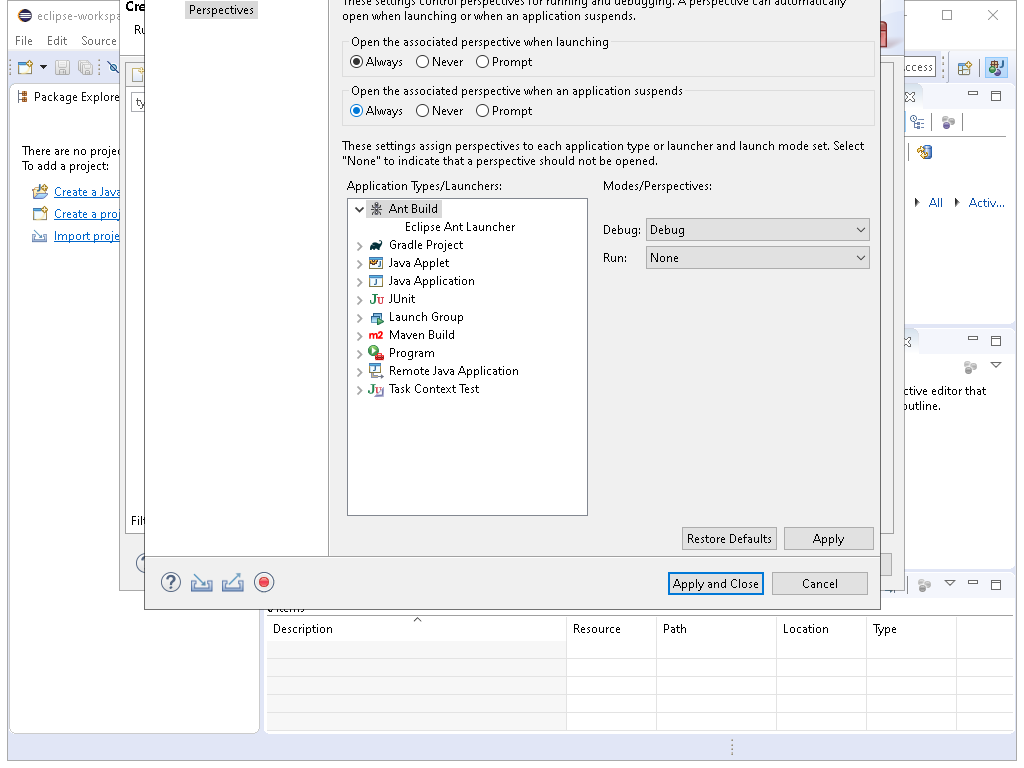 eclipse-workspa
File Edit Source
Package Explore
There are no projec
To add a project:
Create a Java
Create a proj
Import proje
Cre
Ru
ty
Filt
Perspectives
These settings control perspectives for running and debugging. A perspective can automatically
open when launching or when an application suspends.
Open the associated perspective when launching
Always Never Prompt
Open the associated perspective when an application suspends
Always Never Prompt
These settings assign perspectives to each application type or launcher and launch mode set. Select
"None" to indicate that a perspective should not be opened.
Application Types/Launchers:
Modes/Perspectives:
Ant Build
Eclipse Ant Launcher
Gradle Project
Java Applet
Java Application
Ju JUnit
Launch Group
m2 Maven Build
Program
Remote Java Application
Ju Task Context Test
Debug: Debug
Run: None
Restore Defaults Apply
Apply and Close Cancel
ccess
All Activ...
ctive editor that
outline.
0 items
Description Resource Path Location Type